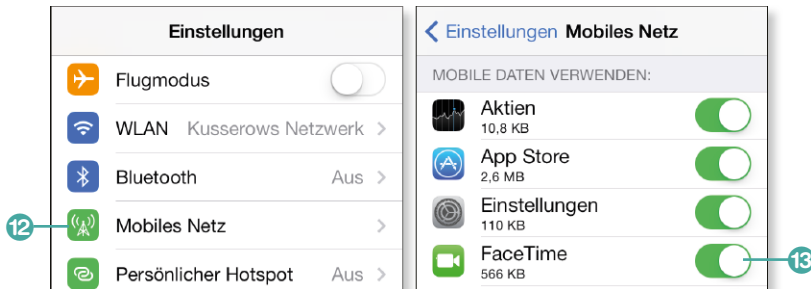 Einstellungen
Flugmodus
WLAN Kusserows Netzwerk
Bluetooth Aus
12 Mobiles Netz
Persönlicher Hotspot Aus
Einstellungen Mobiles Netz
MOBILE DATEN VERWENDEN:
Aktien
10,8 KB
App Store
2,6 MB
Einstellungen
110 KB
FaceTime
566 KB
13